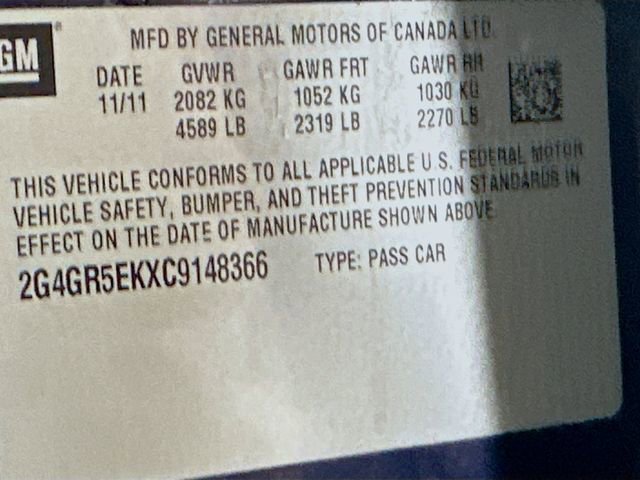 GM®
MFD BY GENERAL MOTORS OF CANADA LTD.
DATE GVWR GAWR FRT GAWR RR
11/11 2082 KG 1052 KG 1030 KG
4589 LB 2319 LB 2270 LB
THIS VEHICLE CONFORMS TO ALL APPLICABLE U.S. FEDERAL MOTOR
VEHICLE SAFETY, BUMPER, AND THEFT PREVENTION STANDARDS IN
EFFECT ON THE DATE OF MANUFACTURE SHOWN ABOVE
2G4GR5EKXC9148366 TYPE: PASS CAR